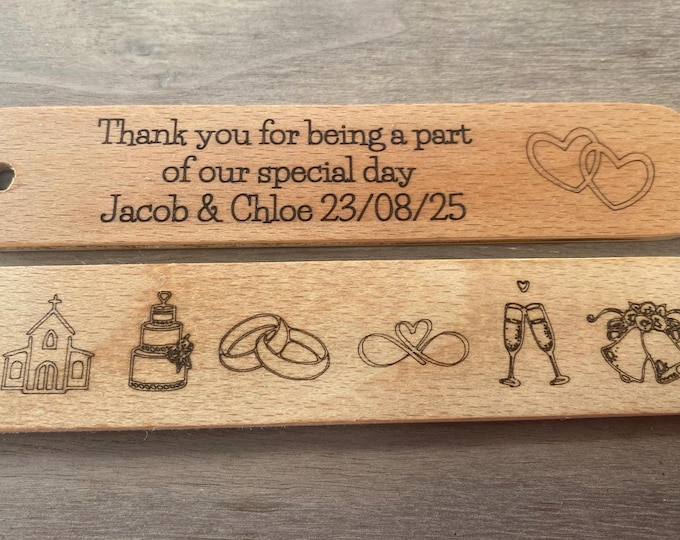 Thank you for being a part
of our special day
Jacob & Chloe 23/08/25